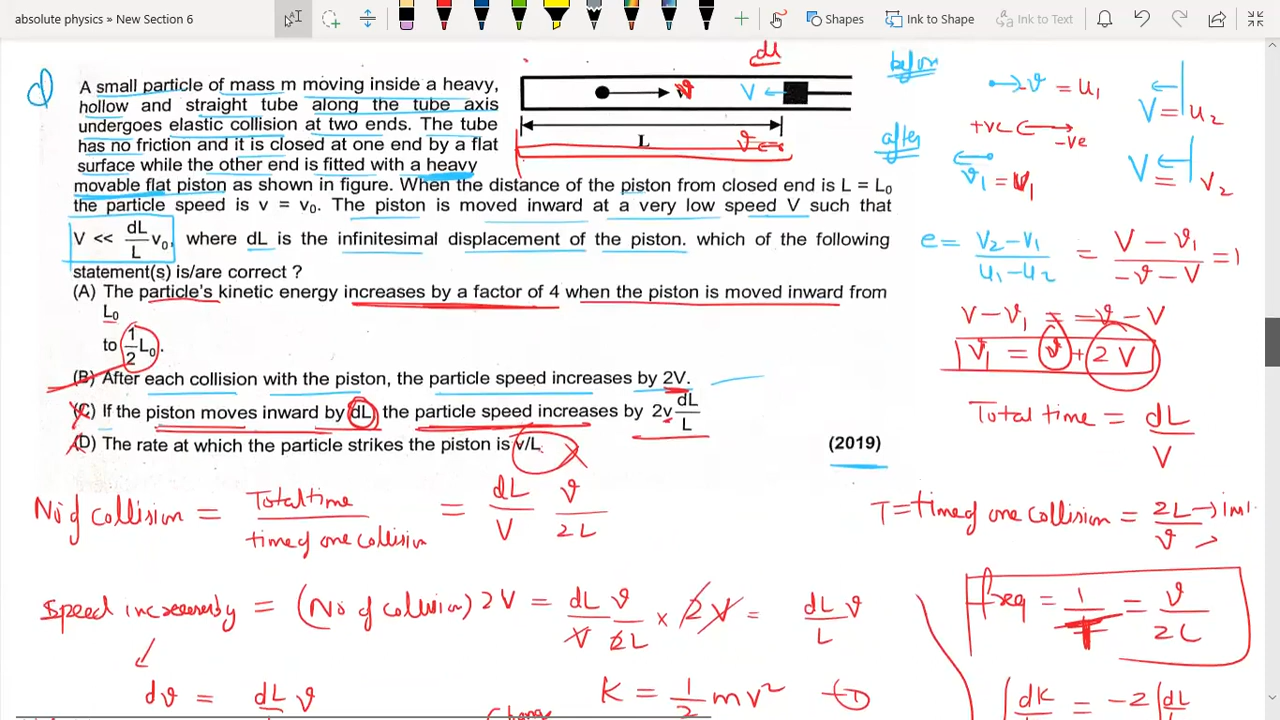 absolute physics » New Section 6
Shapes
Ink to Shape
Ink to Text
d
A small particle of mass m moving inside a heavy,
hollow and straight tube along the tube axis
undergoes elastic collision at two ends. The tube
has no friction and it is closed at one end by a flat
surface while the other end is fitted with a heavy
movable flat piston as shown in figure. When the distance of the piston from closed end is L = L₀
the particle speed is v = v₀. The piston is moved inward at a very low speed V such that
V << dL/L v₀, where dL is the infinitesimal displacement of the piston. which of the following
statement(s) is/are correct ?
(A) The particle's kinetic energy increases by a factor of 4 when the piston is moved inward from
L₀
to 1/2 L₀.
(B) After each collision with the piston, the particle speed increases by 2V.
(C) If the piston moves inward by dL, the particle speed increases by 2v dL/L
(D) The rate at which the particle strikes the piston is v/L.
(2019)
dl
v
V
L
v
before
v = u₁
V = u₂
+ve
-ve
after
v₁ = v₁
V = v₂
e = v₂ - v₁ / u₁ - u₂ = V - v₁ / -v - V = 1
V - v₁ = -v - V
v₁ = v + 2V
Total time = dL / V
No of collision = Total time / time of one collision = dL/V v/2L
T = time of one collision = 2L / v
Speed increases by = (No of collision) 2V = dL/V v/2L × 2V = dL/L v
freq = 1/T = v/2L
dv = dL/L v
K = 1/2 mv² -①
∫dK = -2∫dL
Change